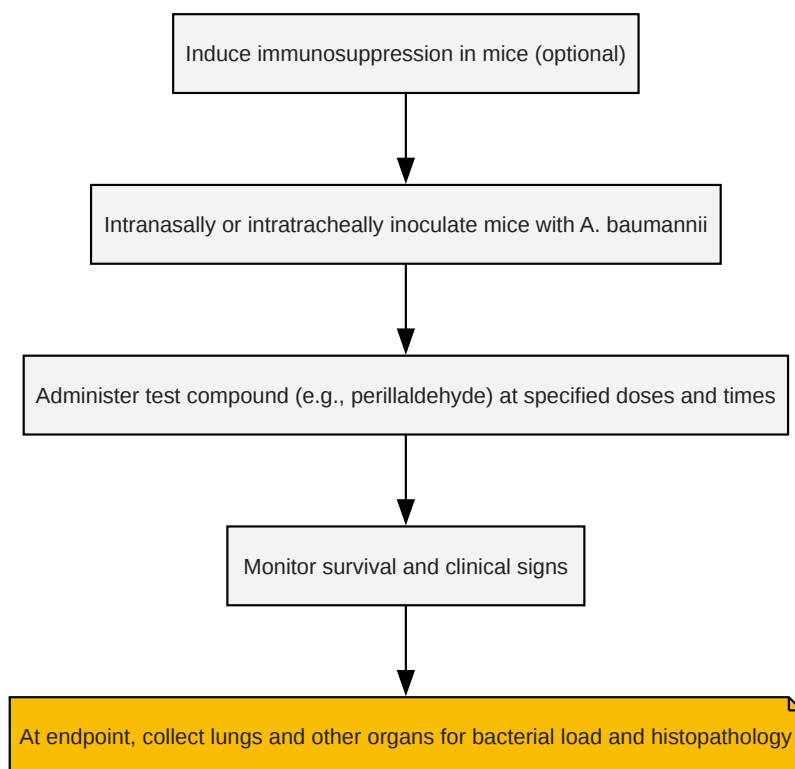 Induce immunosuppression in mice (optional)
Intranasally or intratracheally inoculate mice with A. baumannii
Administer test compound (e.g., perillaldehyde) at specified doses and times
Monitor survival and clinical signs
At endpoint, collect lungs and other organs for bacterial load and histopathology